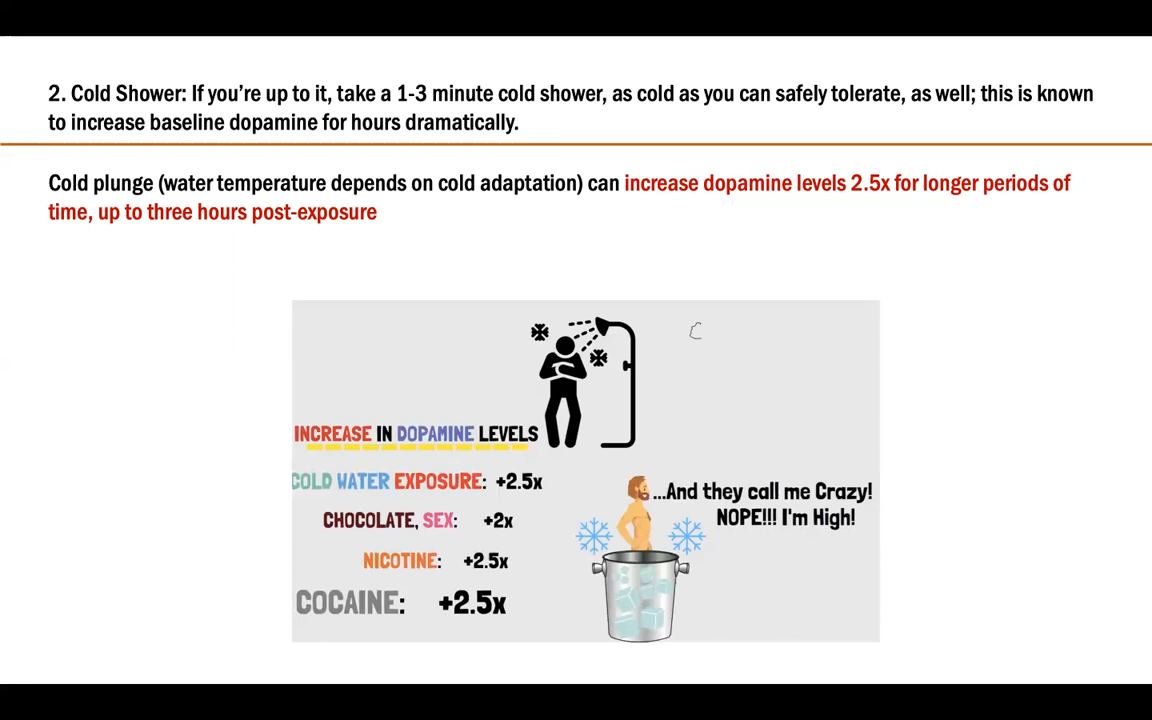 2. Cold Shower: If you’re up to it, take a 1-3 minute cold shower, as cold as you can safely tolerate, as well; this is known
to increase baseline dopamine for hours dramatically.
Cold plunge (water temperature depends on cold adaptation) can increase dopamine levels 2.5x for longer periods of
time, up to three hours post-exposure
INCREASE IN DOPAMINE LEVELS
COLD WATER EXPOSURE: +2.5x
CHOCOLATE, SEX: +2x
NICOTINE: +2.5x
COCAINE: +2.5x
...And they call me Crazy!
NOPE!!! I'm High!